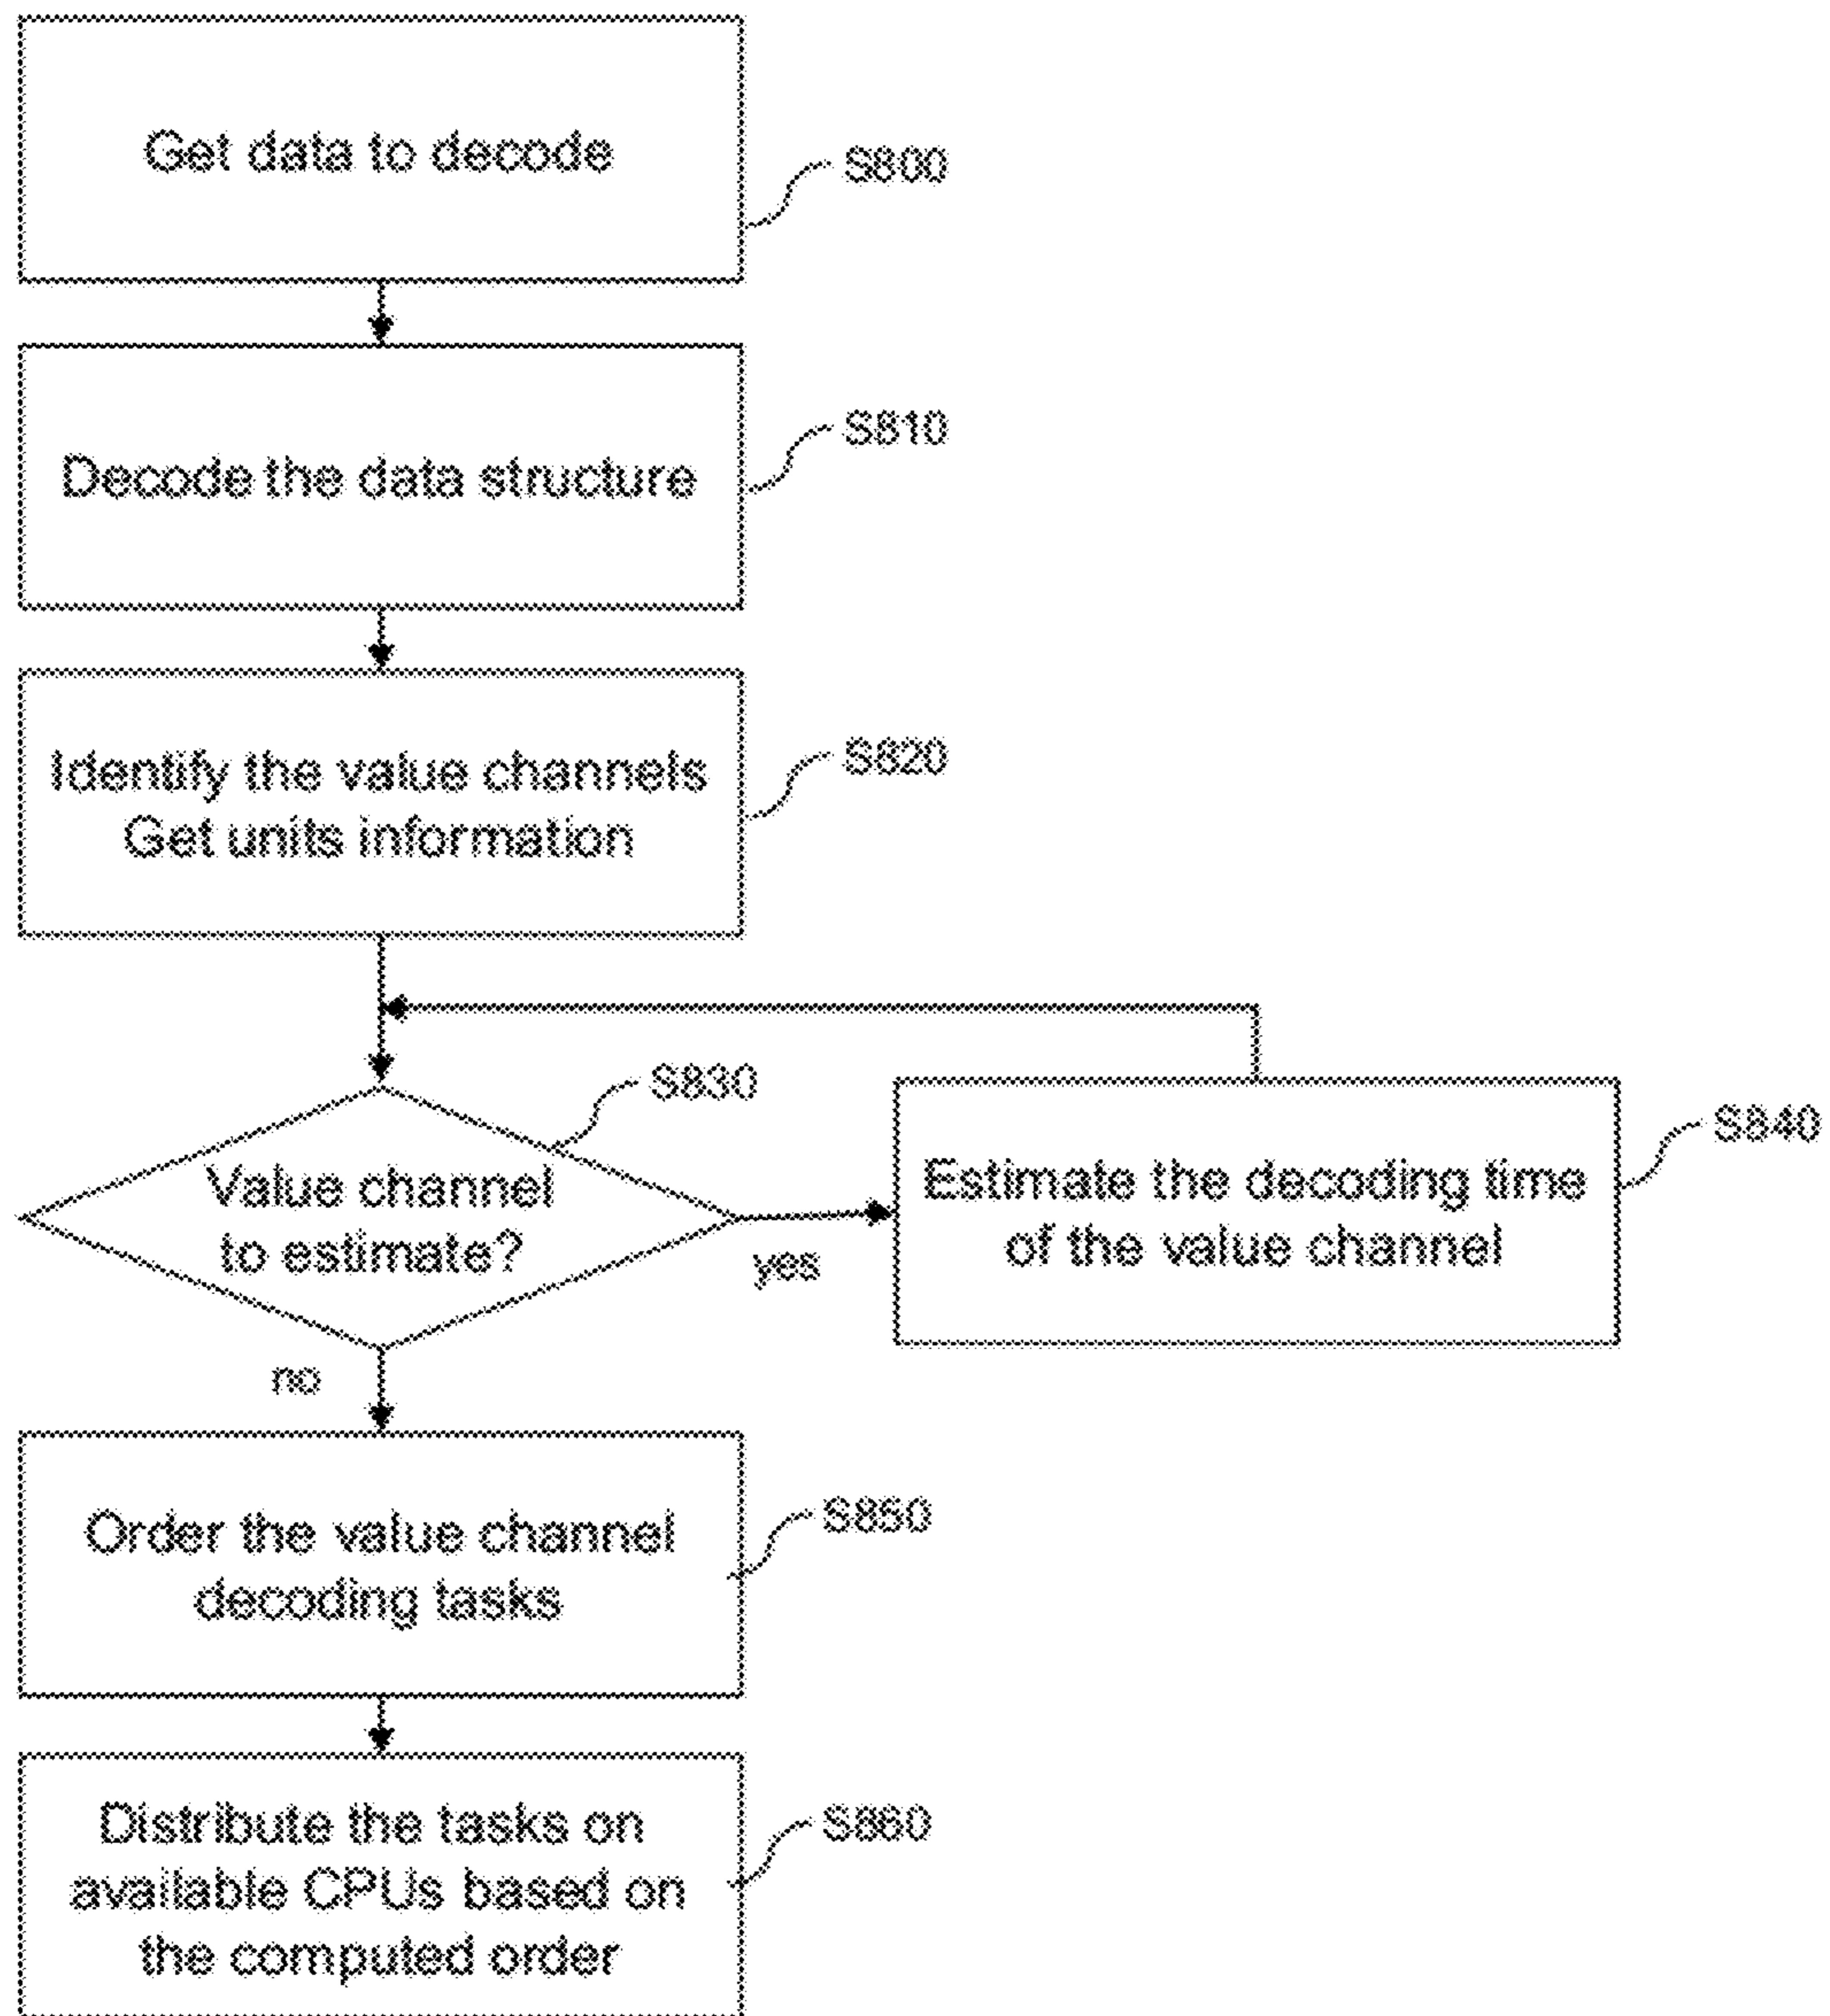 Get data to decode
S800
Decode the data structure
S810
Identify the value channels
Get units information
S820
Value channel
to estimate?
S830
yes
Estimate the decoding time
of the value channel
S840
no
Order the value channel
decoding tasks
S850
Distribute the tasks on
available CPUs based on
the computed order
S860